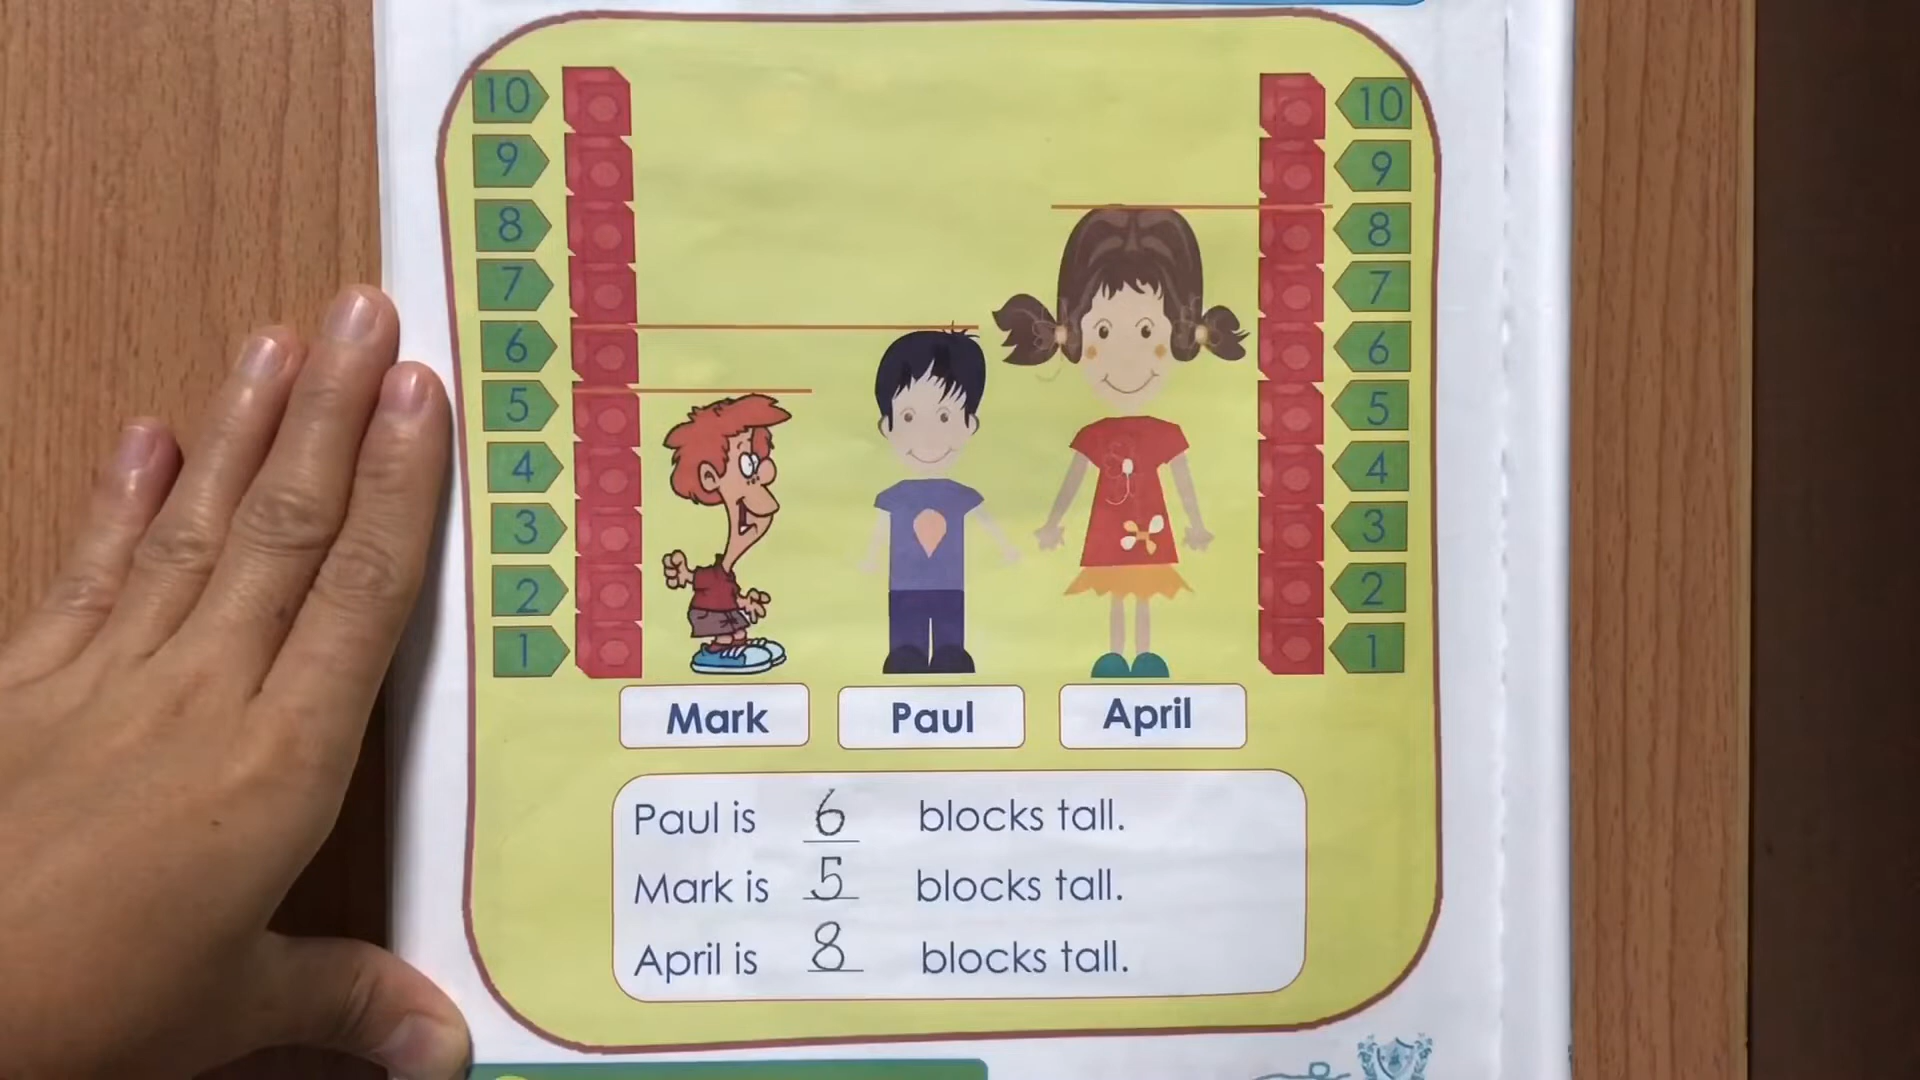 10 10
9 9
8 8
7 7
6 6
5 5
4 4
3 3
2 2
1 1
Mark Paul April
Paul is 6 blocks tall.
Mark is 5 blocks tall.
April is 8 blocks tall.